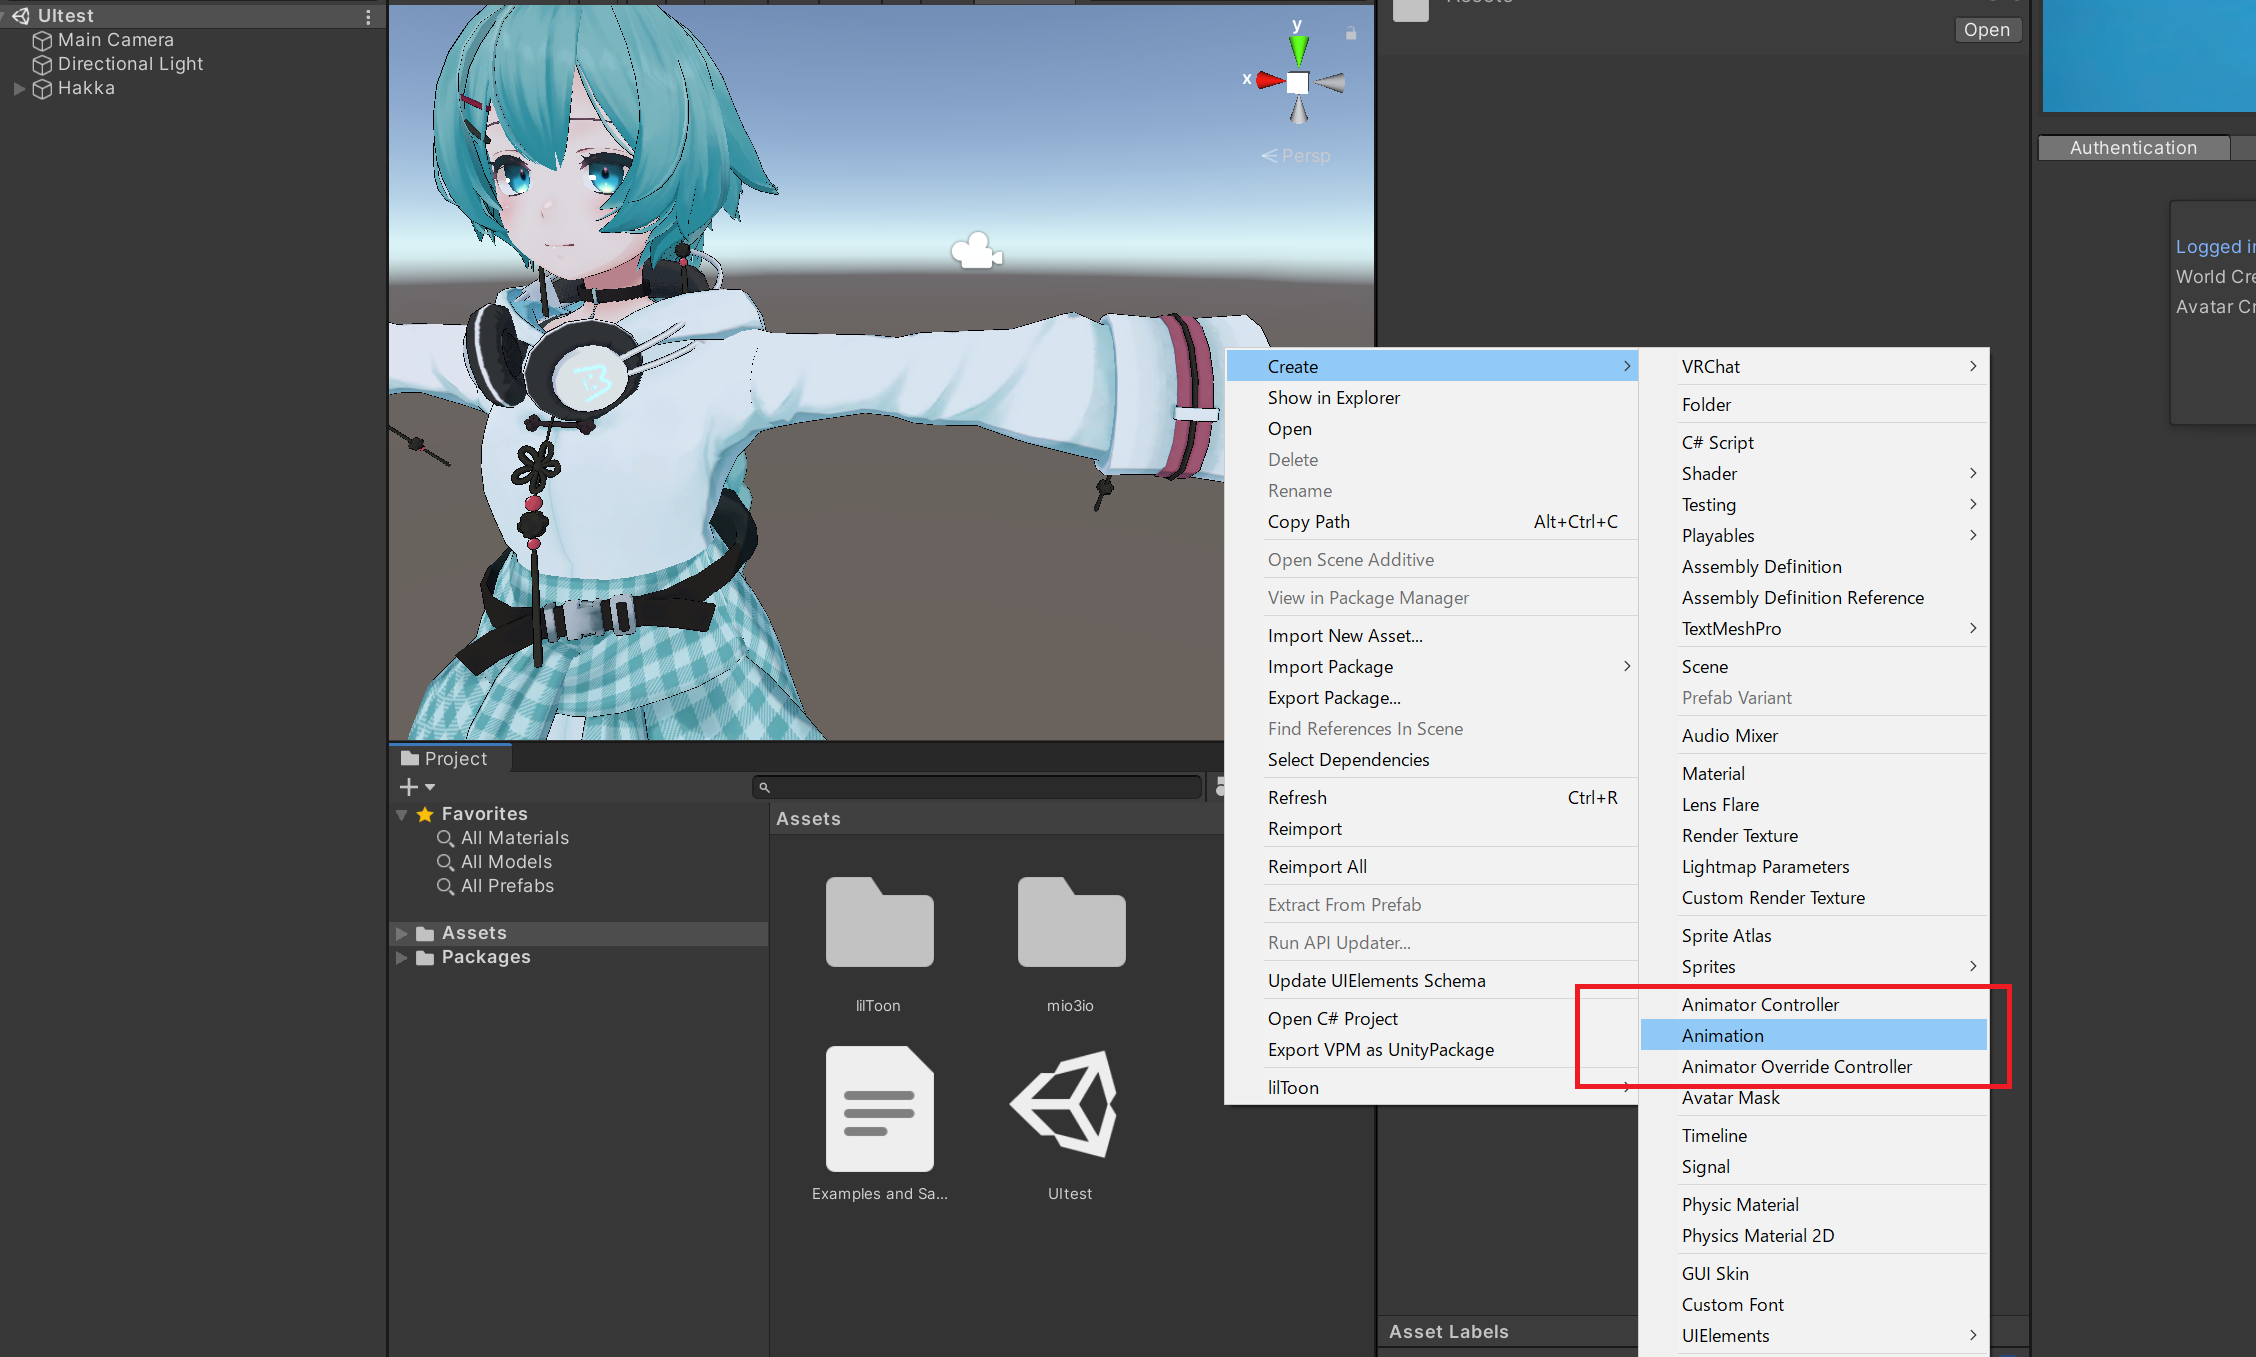 UItest
Main Camera
Directional Light
Hakka
y
x
Persp
Open
Authentication
Logged in
World Cre
Avatar Cr
Create
Show in Explorer
Open
Delete
Rename
Copy Path Alt+Ctrl+C
Open Scene Additive
View in Package Manager
Import New Asset...
Import Package
Export Package...
Find References In Scene
Select Dependencies
Refresh Ctrl+R
Reimport
Reimport All
Extract From Prefab
Run API Updater...
Update UIElements Schema
Open C# Project
Export VPM as UnityPackage
lilToon
VRChat
Folder
C# Script
Shader
Testing
Playables
Assembly Definition
Assembly Definition Reference
TextMeshPro
Scene
Prefab Variant
Audio Mixer
Material
Lens Flare
Render Texture
Lightmap Parameters
Custom Render Texture
Sprite Atlas
Sprites
Animator Controller
Animation
Animator Override Controller
Avatar Mask
Timeline
Signal
Physic Material
Physics Material 2D
GUI Skin
Custom Font
UIElements
Project
Favorites
All Materials
All Models
All Prefabs
Assets
Packages
Assets
lilToon
mio3io
Examples and Sa...
UItest
Asset Labels